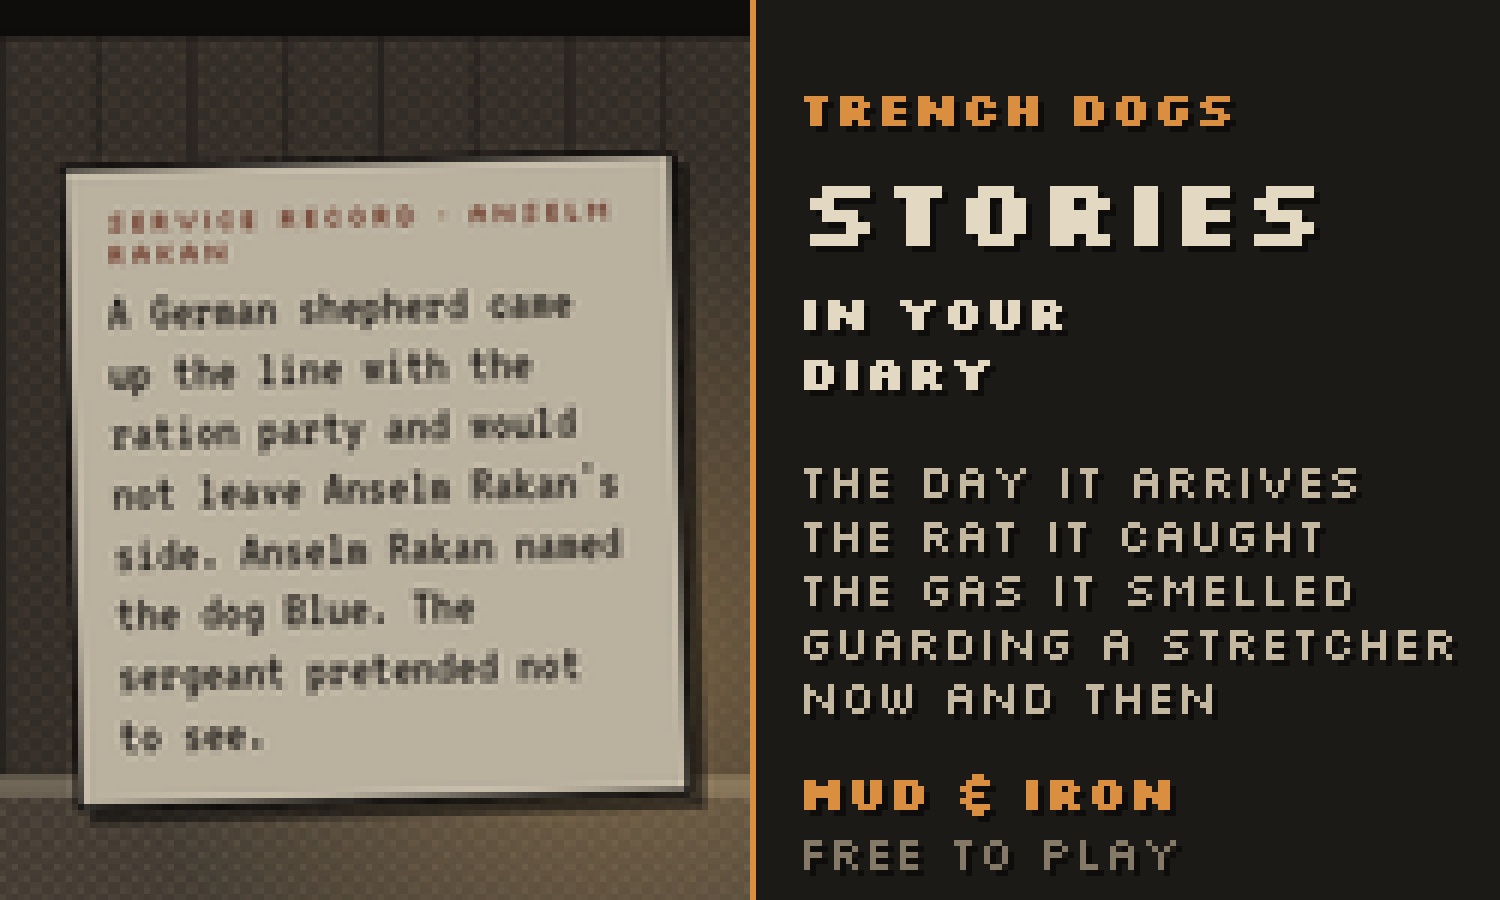 SERVICE RECORD · ANSELM
RAKAN
A German shepherd came
up the line with the
ration party and would
not leave Anselm Rakan's
side. Anselm Rakan named
the dog Blue. The
sergeant pretended not
to see.
TRENCH DOGS
STORIES
IN YOUR
DIARY
THE DAY IT ARRIVES
THE RAT IT CAUGHT
THE GAS IT SMELLED
GUARDING A STRETCHER
NOW AND THEN
MUD & IRON
FREE TO PLAY